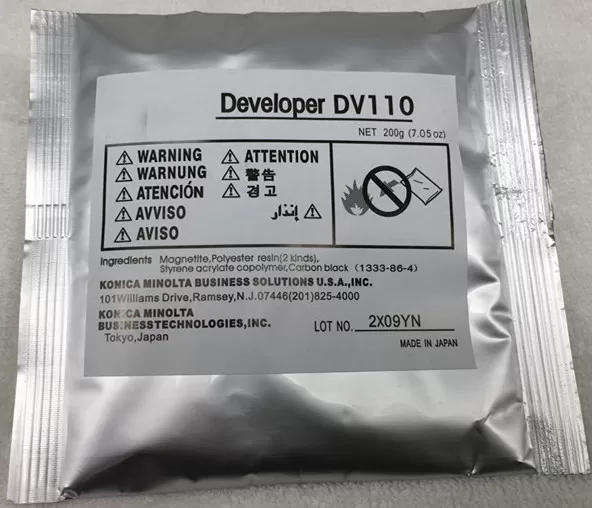 Developer DV110
NET 200g (7.05 oz)
WARNING
WARNUNG
ATENCIÓN
AVVISO
AVISO
ATTENTION
警告
경고
إنذار
Ingredients Magnetite,Polyester resin(2 kinds),
Styrene acrylate copolymer,Carbon black (1333-86-4)
KONICA MINOLTA BUSINESS SOLUTIONS U.S.A.,INC.
101Williams Drive,Ramsey,N.J.07446(201)825-4000
KONICA MINOLTA
BUSINESSTECHNOLOGIES,INC.
Tokyo,Japan
LOT NO. 2X09YN
MADE IN JAPAN